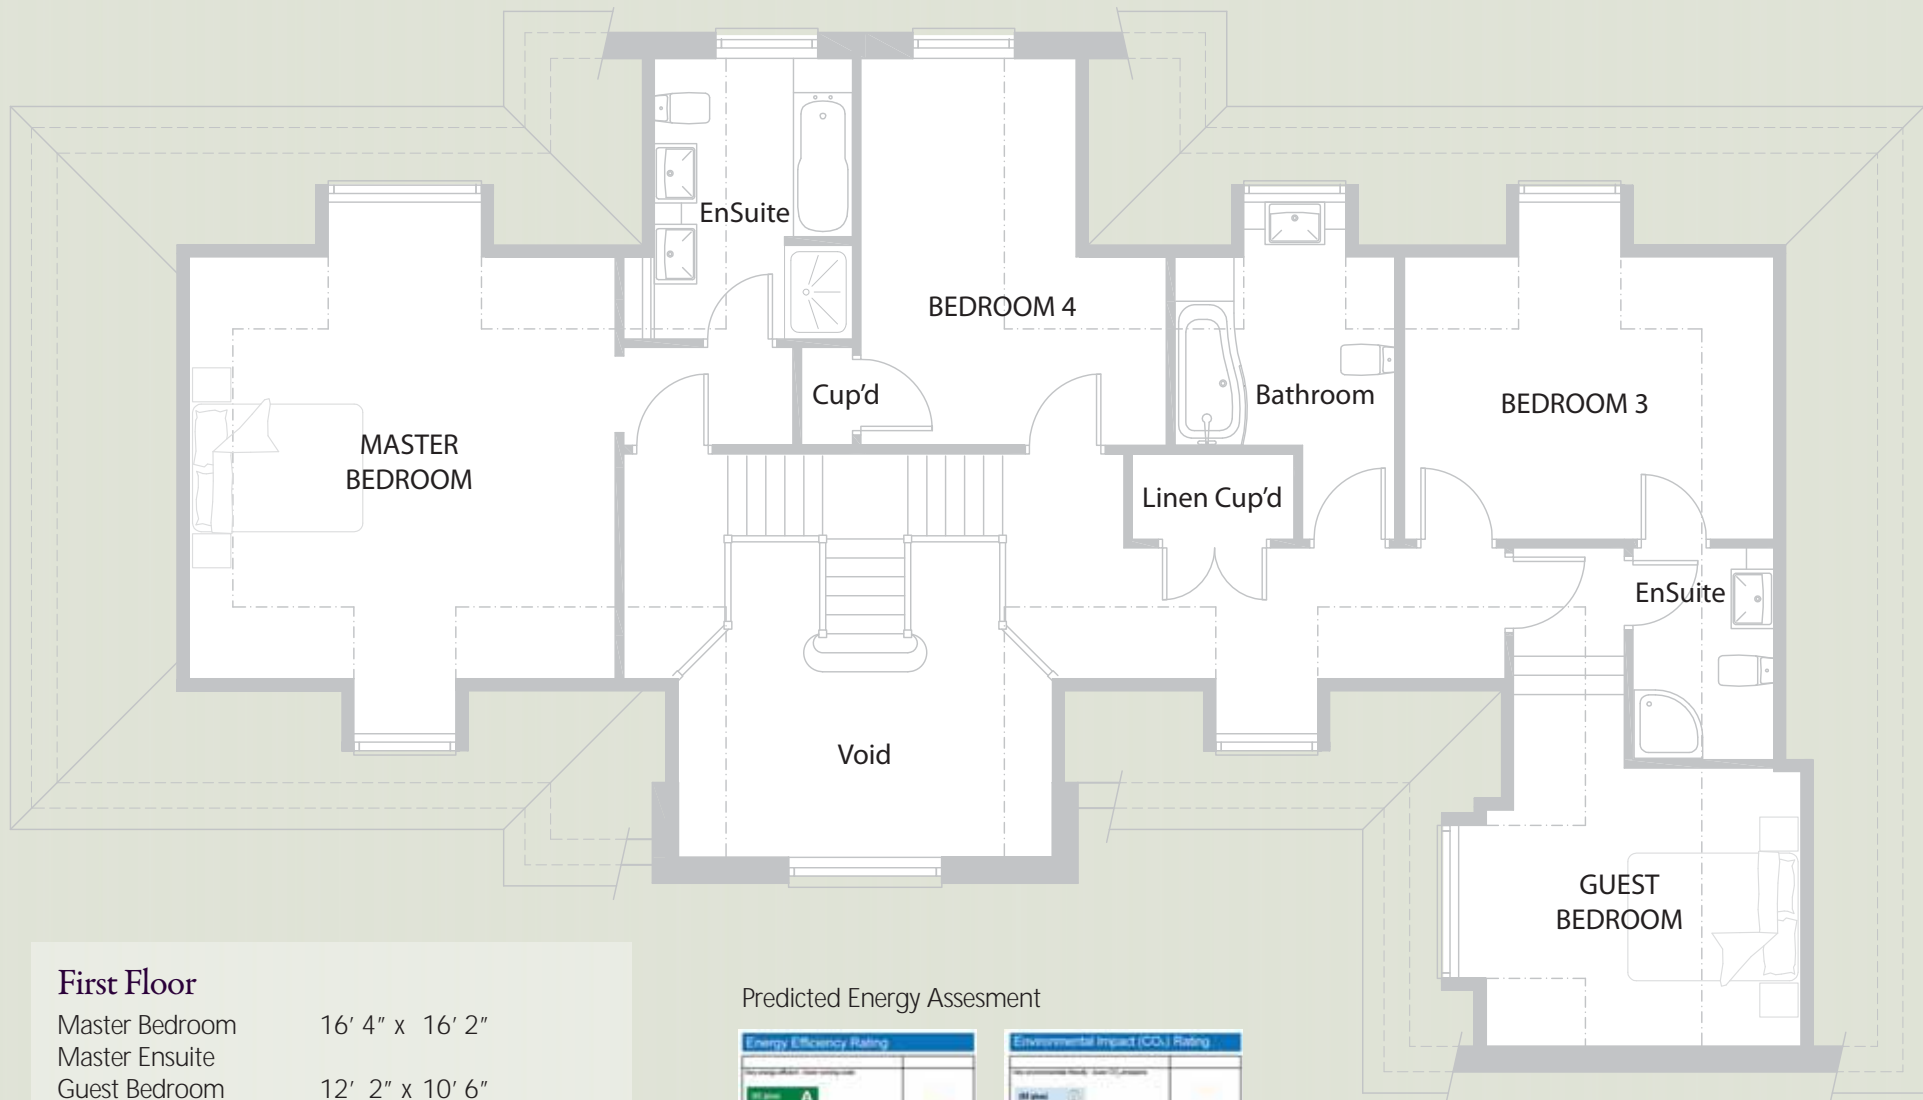 EnSuite
BEDROOM 4
Cup'd
Bathroom
BEDROOM 3
MASTER
BEDROOM
Linen Cup'd
EnSuite
Void
GUEST
BEDROOM
First Floor
Master Bedroom 16' 4" x 16' 2"
Master Ensuite
Guest Bedroom 12' 2" x 10' 6"
Predicted Energy Assesment
Energy Efficiency Rating
Environmental Impact (CO₂) Rating
A